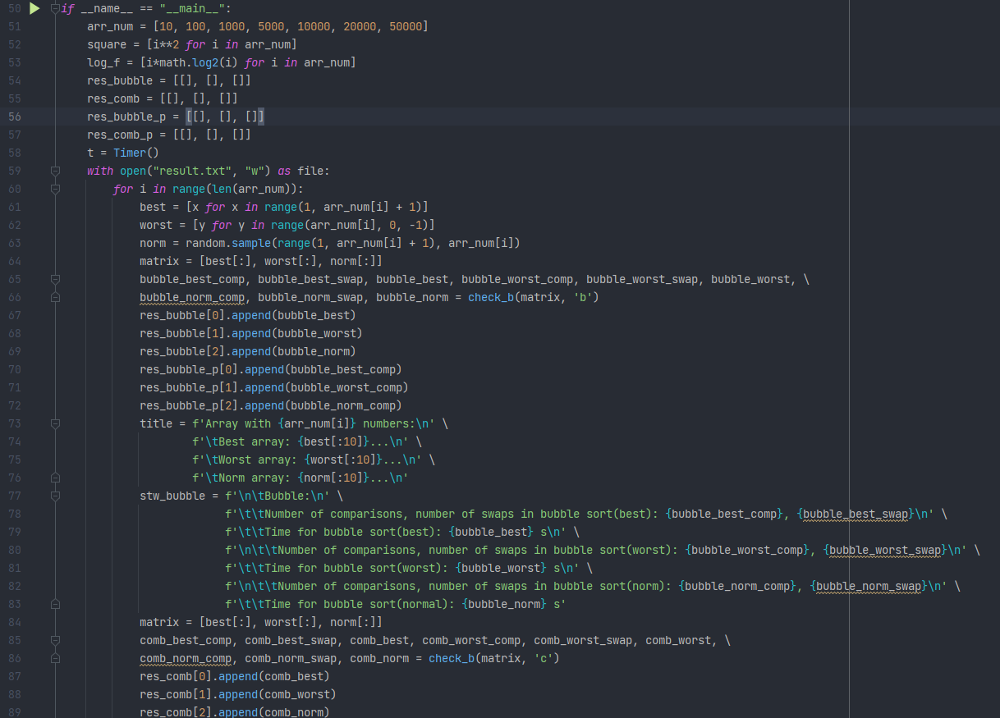 50 if __name__ == "__main__":
51 arr_num = [10, 100, 1000, 5000, 10000, 20000, 50000]
52 square = [i**2 for i in arr_num]
53 log_f = [i*math.log2(i) for i in arr_num]
54 res_bubble = [[], [], []]
55 res_comb = [[], [], []]
56 res_bubble_p = [[], [], []]
57 res_comb_p = [[], [], []]
58 t = Timer()
59 with open("result.txt", "w") as file:
60 for i in range(len(arr_num)):
61 best = [x for x in range(1, arr_num[i] + 1)]
62 worst = [y for y in range(arr_num[i], 0, -1)]
63 norm = random.sample(range(1, arr_num[i] + 1), arr_num[i])
64 matrix = [best[:], worst[:], norm[:]]
65 bubble_best_comp, bubble_best_swap, bubble_best, bubble_worst_comp, bubble_worst_swap, bubble_worst, \
66 bubble_norm_comp, bubble_norm_swap, bubble_norm = check_b(matrix, 'b')
67 res_bubble[0].append(bubble_best)
68 res_bubble[1].append(bubble_worst)
69 res_bubble[2].append(bubble_norm)
70 res_bubble_p[0].append(bubble_best_comp)
71 res_bubble_p[1].append(bubble_worst_comp)
72 res_bubble_p[2].append(bubble_norm_comp)
73 title = f'Array with {arr_num[i]} numbers:\n' \
74 f'\tBest array: {best[:10]}...\n' \
75 f'\tWorst array: {worst[:10]}...\n' \
76 f'\tNorm array: {norm[:10]}...\n'
77 stw_bubble = f'\n\tBubble:\n' \
78 f'\t\tNumber of comparisons, number of swaps in bubble sort(best): {bubble_best_comp}, {bubble_best_swap}\n' \
79 f'\t\tTime for bubble sort(best): {bubble_best} s\n' \
80 f'\n\t\tNumber of comparisons, number of swaps in bubble sort(worst): {bubble_worst_comp}, {bubble_worst_swap}\n' \
81 f'\t\tTime for bubble sort(worst): {bubble_worst} s\n' \
82 f'\n\t\tNumber of comparisons, number of swaps in bubble sort(norm): {bubble_norm_comp}, {bubble_norm_swap}\n' \
83 f'\t\tTime for bubble sort(normal): {bubble_norm} s'
84 matrix = [best[:], worst[:], norm[:]]
85 comb_best_comp, comb_best_swap, comb_best, comb_worst_comp, comb_worst_swap, comb_worst, \
86 comb_norm_comp, comb_norm_swap, comb_norm = check_b(matrix, 'c')
87 res_comb[0].append(comb_best)
88 res_comb[1].append(comb_worst)
89 res_comb[2].append(comb_norm)